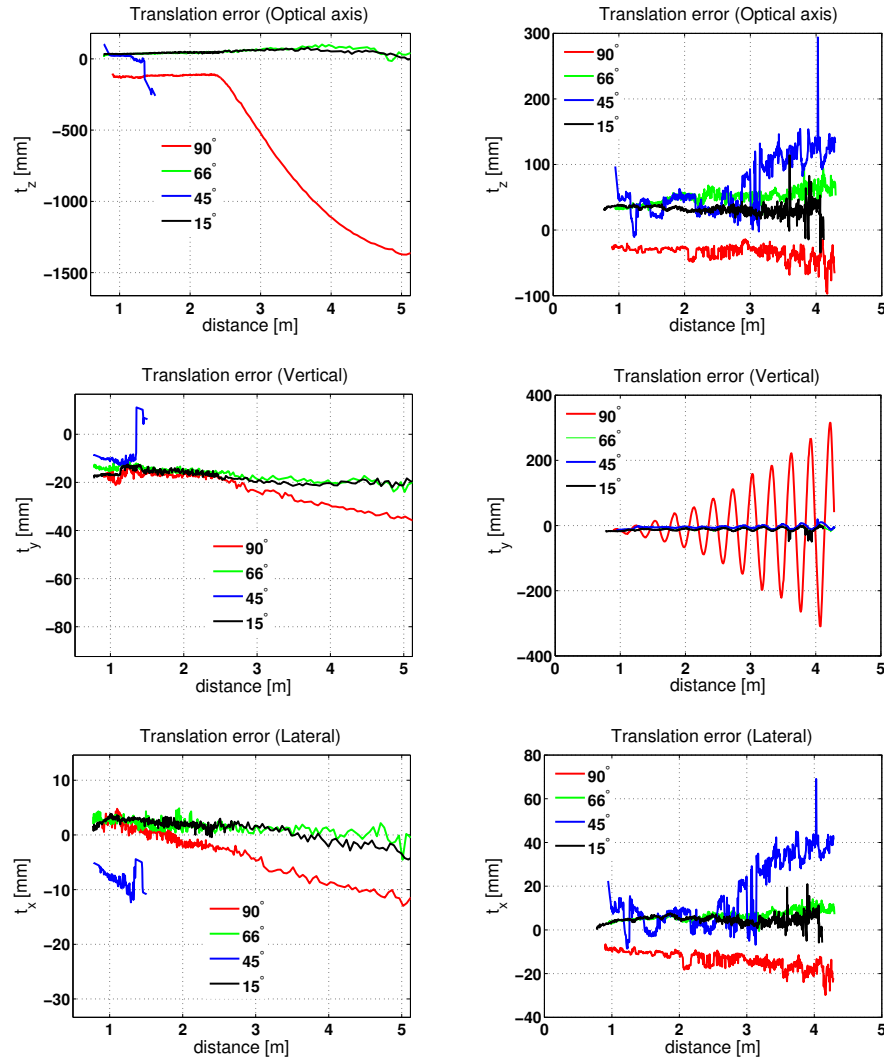 Translation error (Optical axis)
0
−500
−1000
−1500
t_z [mm]
90°
66°
45°
15°
1 2 3 4 5
distance [m]
Translation error (Optical axis)
300
200
100
0
−100
t_z [mm]
90°
66°
45°
15°
0 1 2 3 4 5
distance [m]
Translation error (Vertical)
0
−20
−40
−60
−80
t_y [mm]
90°
66°
45°
15°
1 2 3 4 5
distance [m]
Translation error (Vertical)
400
200
0
−200
−400
t_y [mm]
90°
66°
45°
15°
0 1 2 3 4 5
distance [m]
Translation error (Lateral)
10
0
−10
−20
−30
t_x [mm]
90°
66°
45°
15°
1 2 3 4 5
distance [m]
Translation error (Lateral)
80
60
40
20
0
−20
−40
t_x [mm]
90°
66°
45°
15°
0 1 2 3 4 5
distance [m]